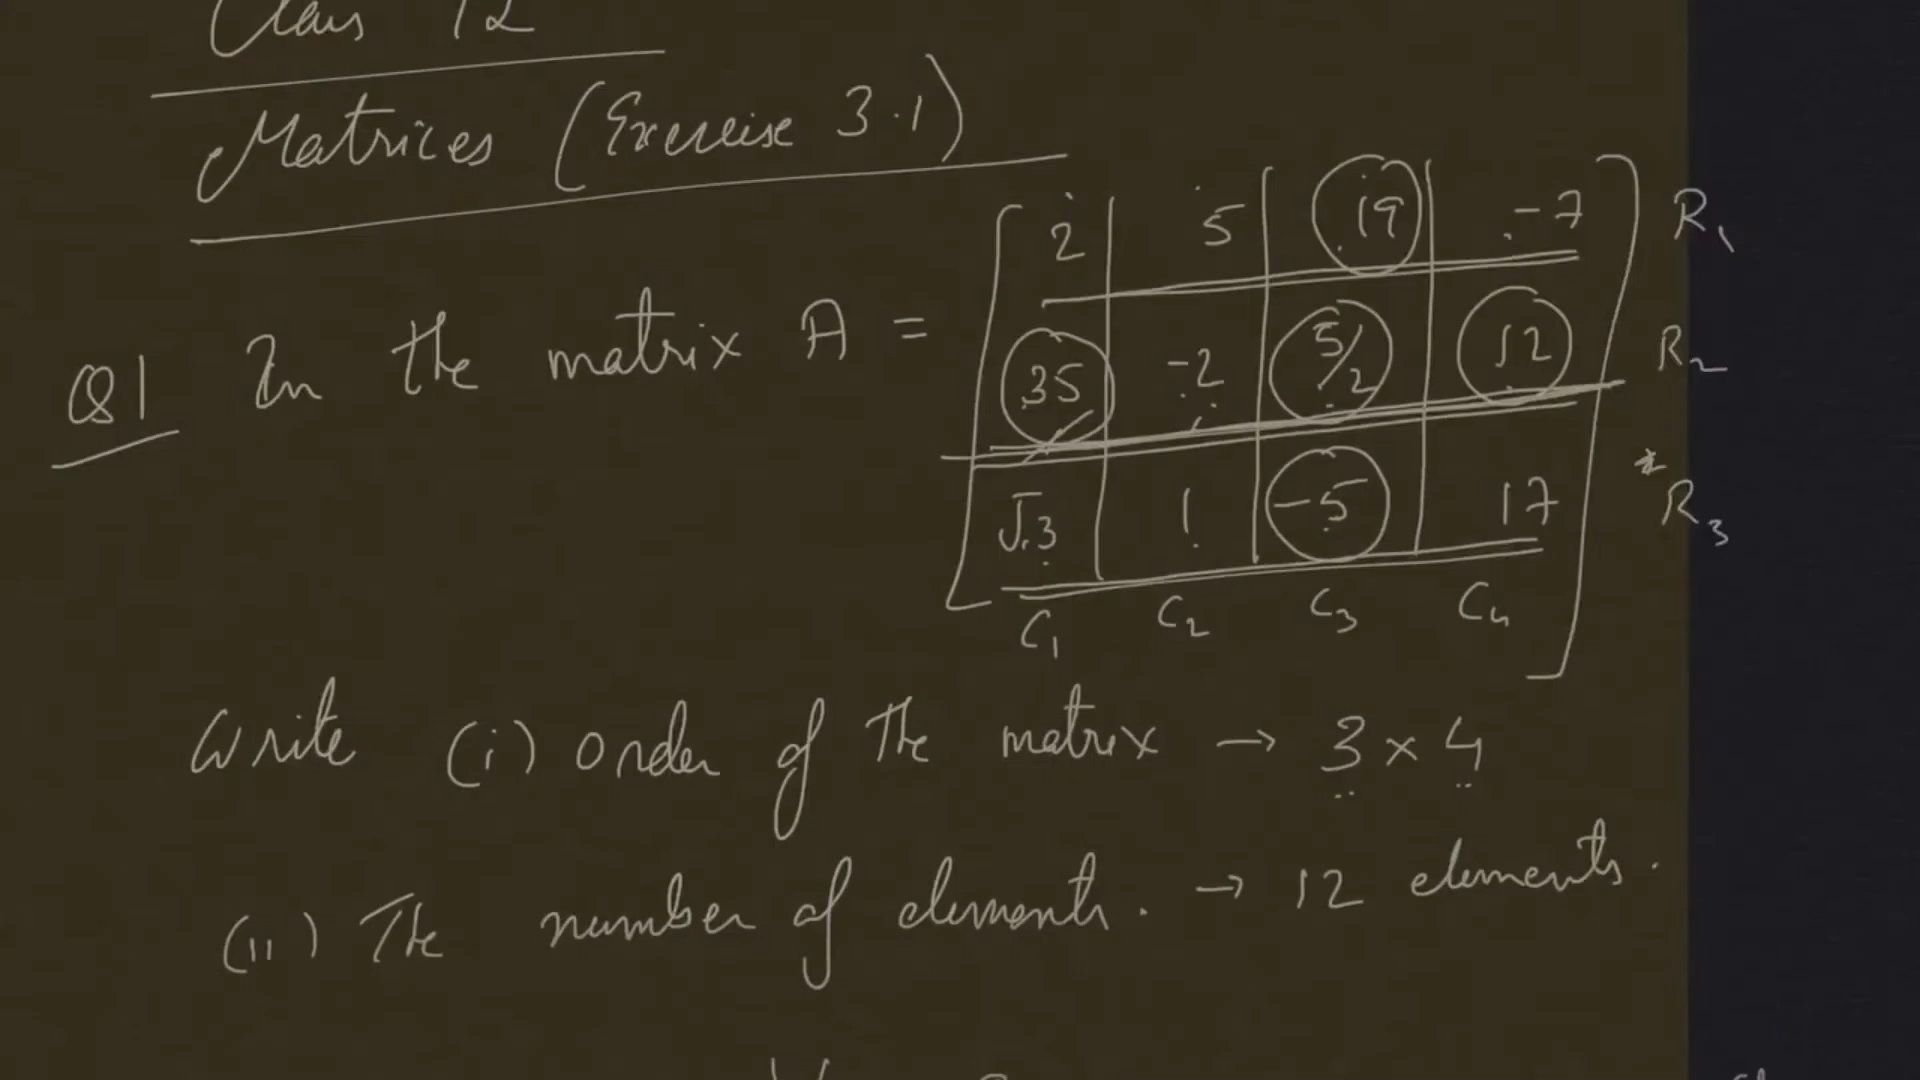 Class 12
Matrices (Exercise 3.1)
Q1 In the matrix A =
2 5 19 -7 R1
35 -2 5/2 12 R2
√3 1 -5 17 R3
C1 C2 C3 C4
Write (i) order of the matrix → 3 × 4
(ii) The number of elements. → 12 elements.